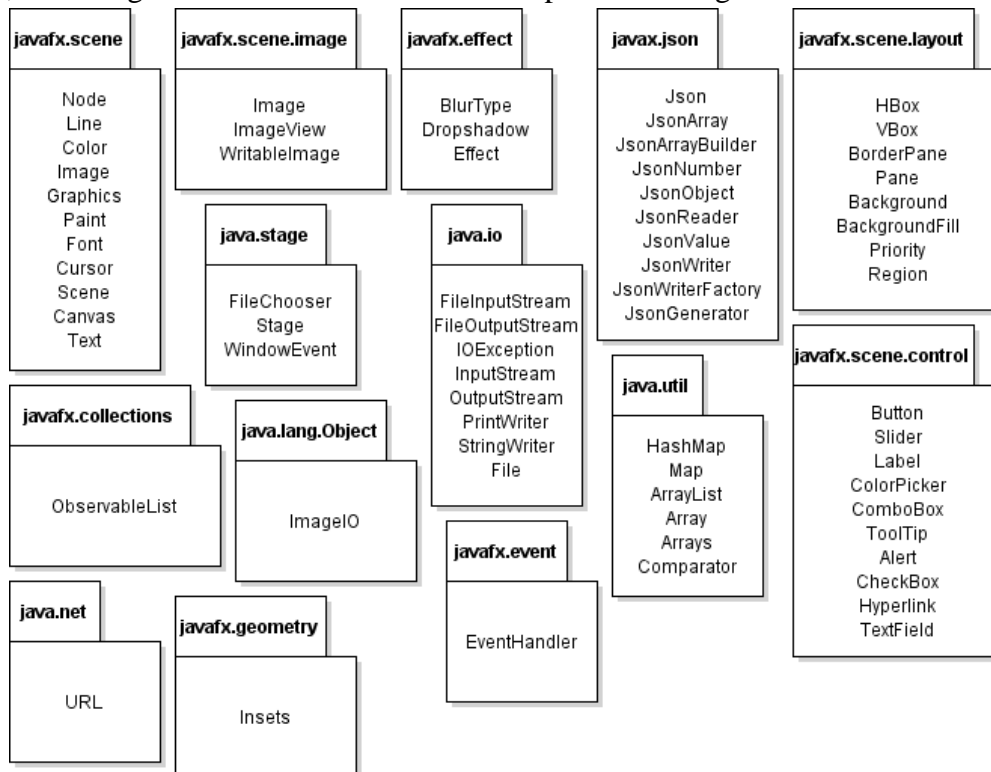 javafx.scene
Node
Line
Color
Image
Graphics
Paint
Font
Cursor
Scene
Canvas
Text
javafx.scene.image
Image
ImageView
WritableImage
javafx.effect
BlurType
Dropshadow
Effect
javax.json
Json
JsonArray
JsonArrayBuilder
JsonNumber
JsonObject
JsonReader
JsonValue
JsonWriter
JsonWriterFactory
JsonGenerator
javafx.scene.layout
HBox
VBox
BorderPane
Pane
Background
BackgroundFill
Priority
Region
java.stage
FileChooser
Stage
WindowEvent
java.io
FileInputStream
FileOutputStream
IOException
InputStream
OutputStream
PrintWriter
StringWriter
File
javafx.scene.control
Button
Slider
Label
ColorPicker
ComboBox
ToolTip
Alert
CheckBox
Hyperlink
TextField
javafx.collections
ObservableList
java.lang.Object
ImageIO
java.util
HashMap
Map
ArrayList
Array
Arrays
Comparator
javafx.event
EventHandler
java.net
URL
javafx.geometry
Insets